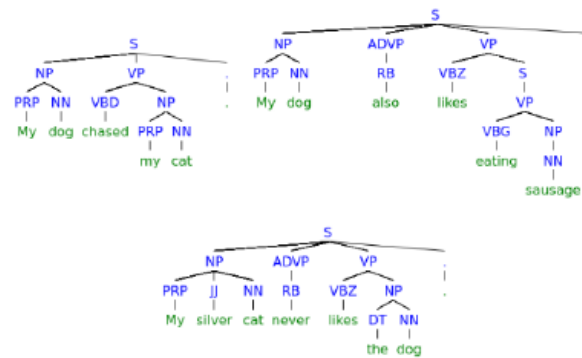 S
NP VP .
PRP NN VBD NP .
My dog chased PRP NN
my cat
S
NP ADVP VP
PRP NN RB VBZ S
My dog also likes VP
VBG NP
eating NN
sausage
S
NP ADVP VP .
PRP JJ NN RB VBZ NP .
My silver cat never likes DT NN
the dog